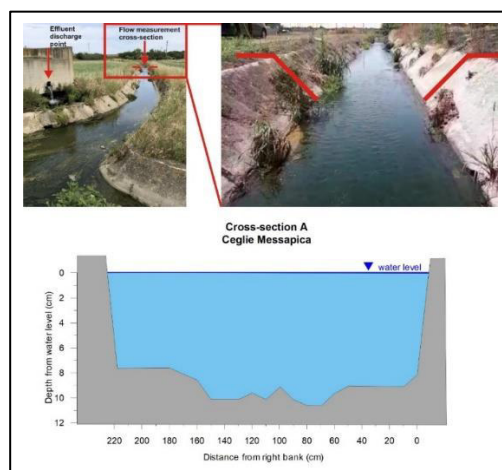 Effluent
discharge
point
Flow measurement
cross-section
Cross-section A
Ceglie Messapica
water level
Depth from water level (cm)
0
2
4
6
8
10
12
220 200 180 160 140 120 100 80 60 40 20 0
Distance from right bank (cm)